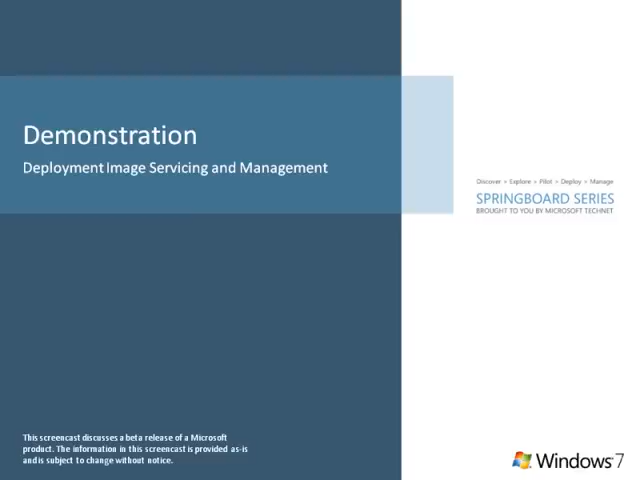 Demonstration
Deployment Image Servicing and Management
Discover • Explore • Pilot • Deploy • Manage
SPRINGBOARD SERIES
BROUGHT TO YOU BY MICROSOFT TECHNET
This screencast discusses a beta release of a Microsoft
product. The information in this screencast is provided as-is
and is subject to change without notice.
Windows 7